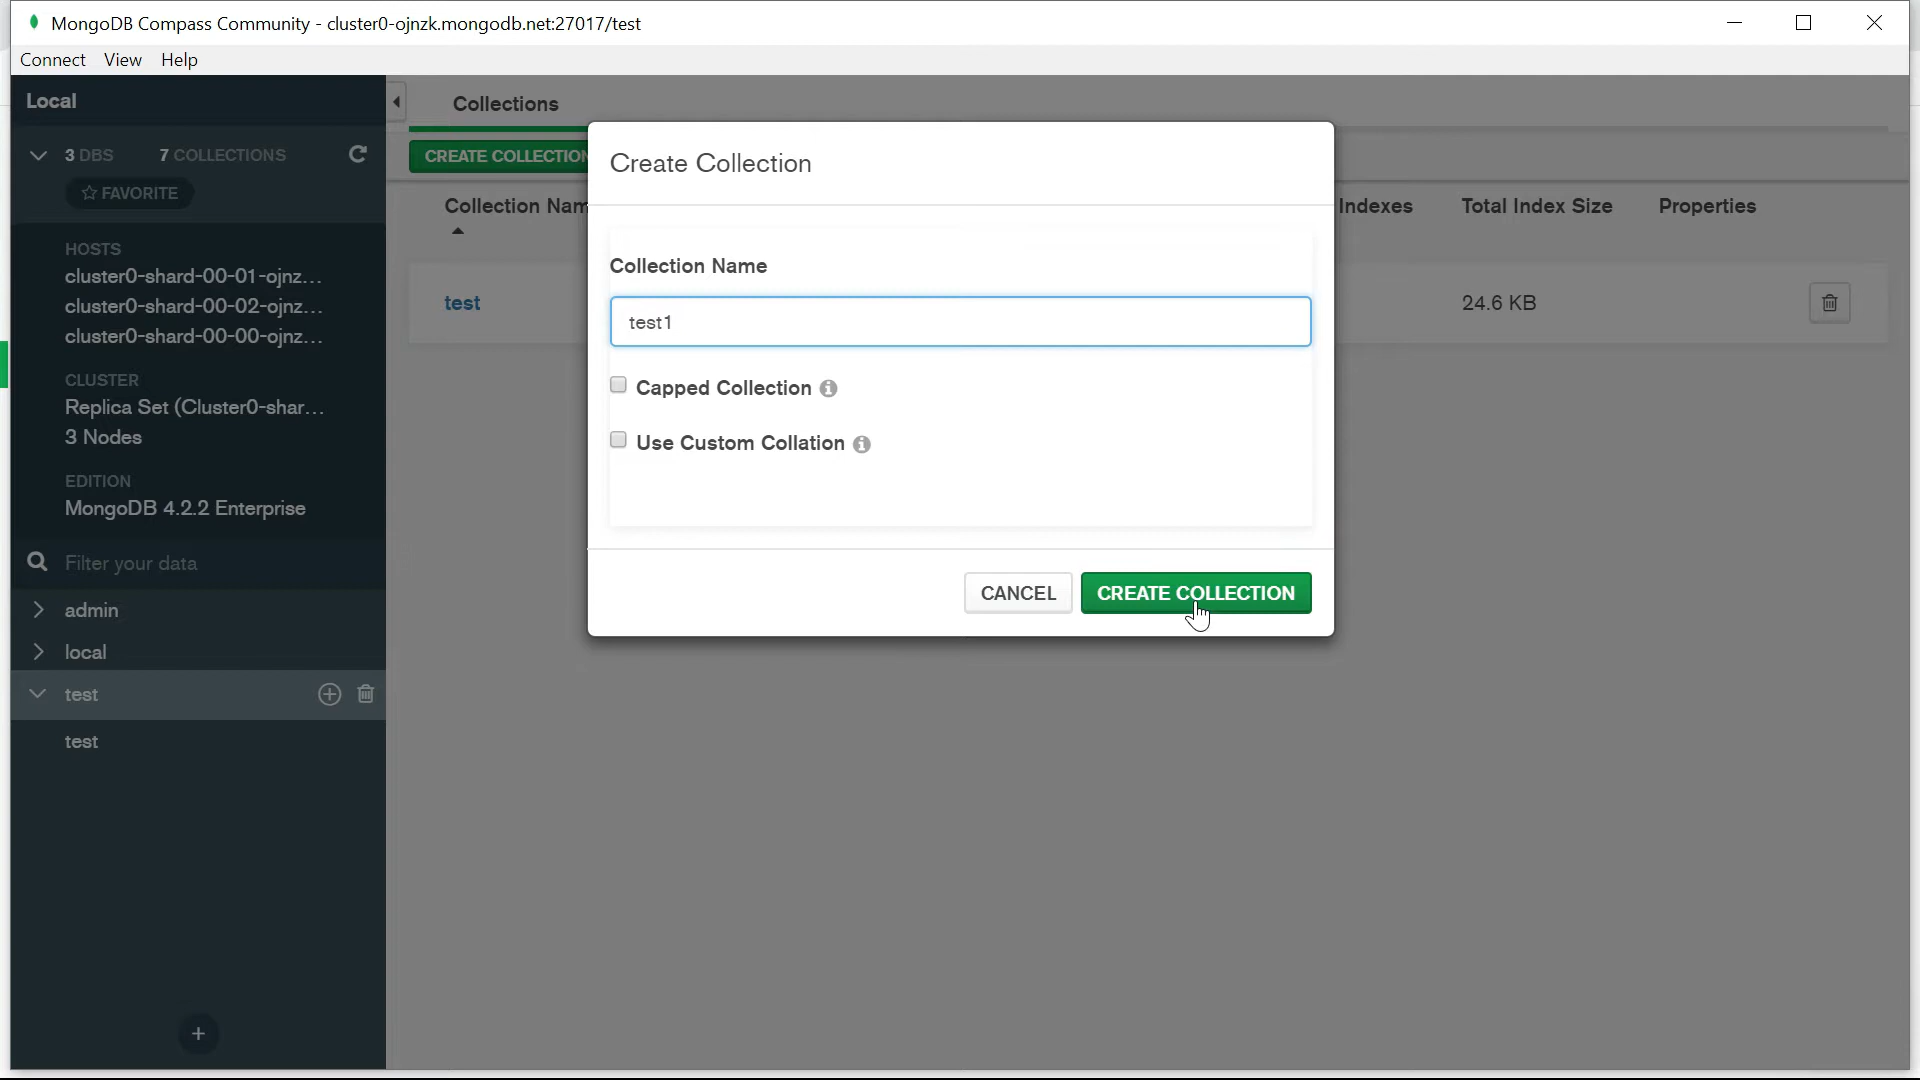 MongoDB Compass Community - cluster0-ojnzk.mongodb.net:27017/test
Connect View Help
Local
3 DBS 7 COLLECTIONS
FAVORITE
HOSTS
cluster0-shard-00-01-ojnz...
cluster0-shard-00-02-ojnz...
cluster0-shard-00-00-ojnz...
CLUSTER
Replica Set (Cluster0-shar...
3 Nodes
EDITION
MongoDB 4.2.2 Enterprise
Filter your data
admin
local
test
test
+
Collections
CREATE COLLECTION
Collection Nam
Indexes Total Index Size Properties
test 24.6 KB
Create Collection
Collection Name
test1
Capped Collection
Use Custom Collation
CANCEL CREATE COLLECTION